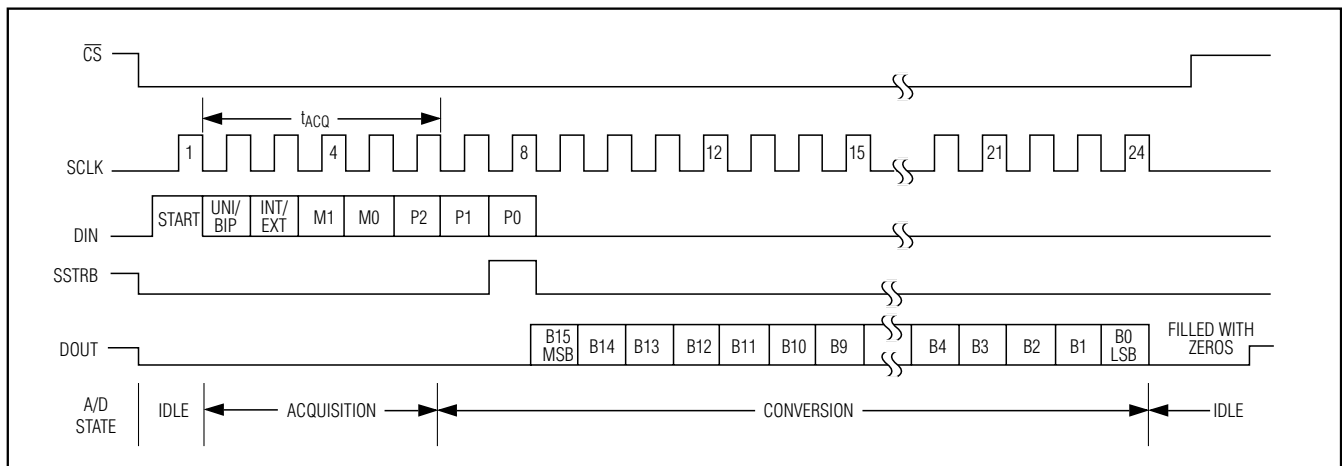 CS
tACQ
SCLK 1 4 8 12 15 21 24
DIN START UNI/BIP INT/EXT M1 M0 P2 P1 P0
SSTRB
DOUT B15 MSB B14 B13 B12 B11 B10 B9 B4 B3 B2 B1 B0 LSB FILLED WITH ZEROS
A/D STATE IDLE ACQUISITION CONVERSION IDLE